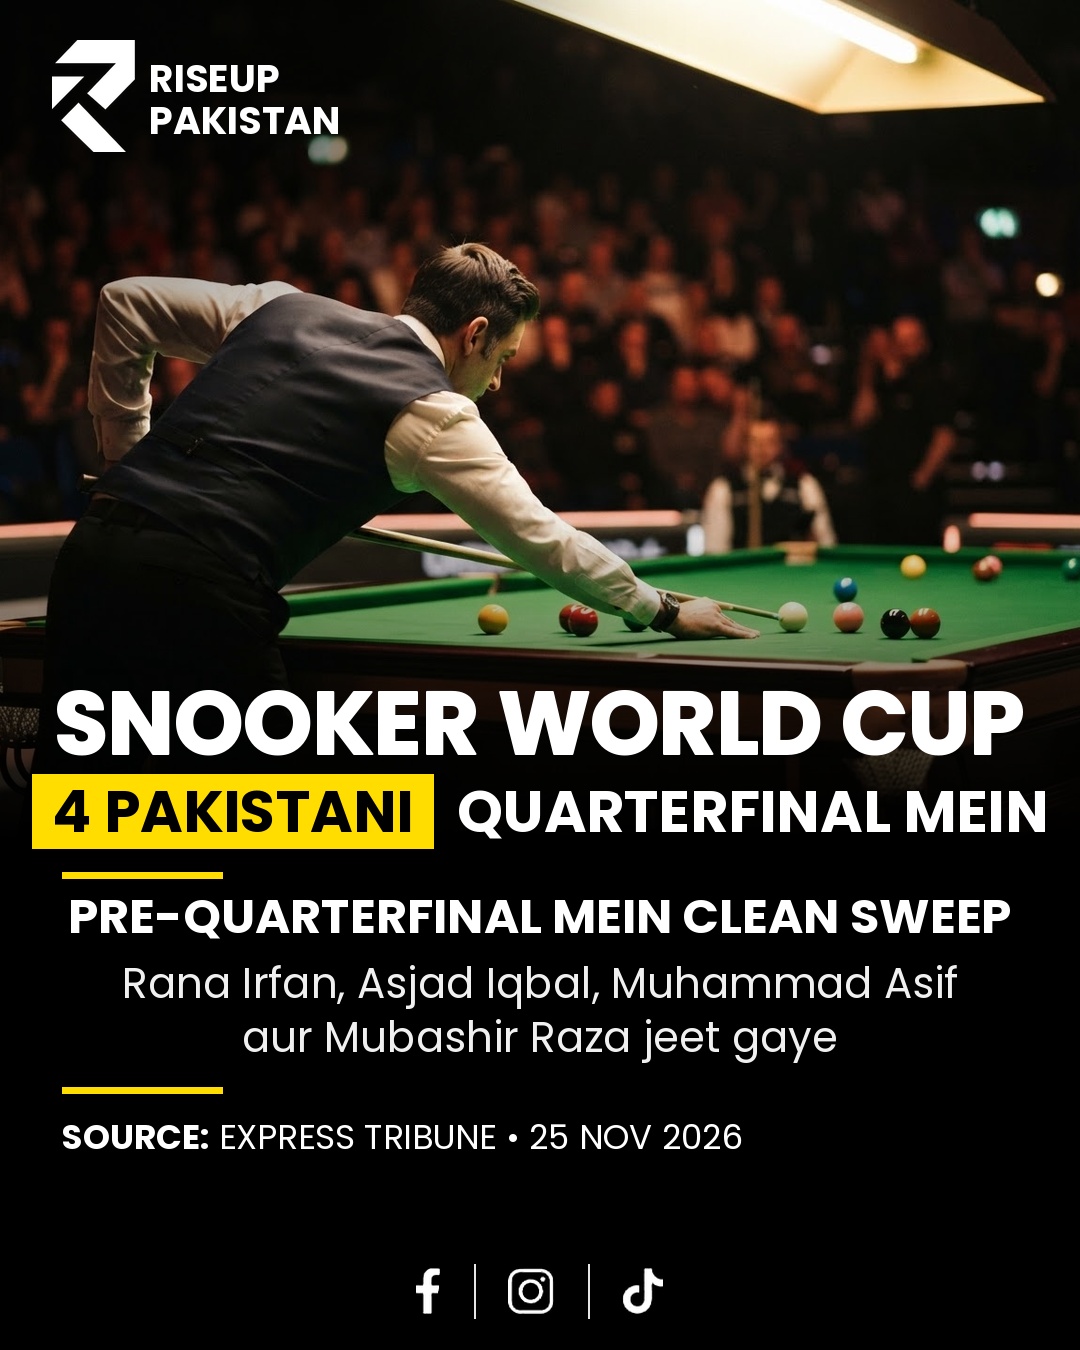 RISEUP
PAKISTAN
SNOOKER WORLD CUP
4 PAKISTANI QUARTERFINAL MEIN
PRE-QUARTERFINAL MEIN CLEAN SWEEP
Rana Irfan, Asjad Iqbal, Muhammad Asif
aur Mubashir Raza jeet gaye
SOURCE: EXPRESS TRIBUNE • 25 NOV 2026